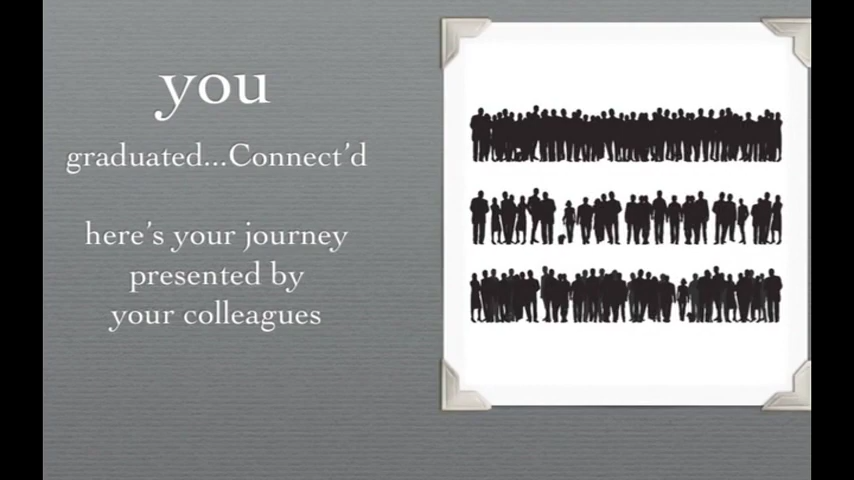 you
graduated...Connect'd
here's your journey
presented by
your colleagues